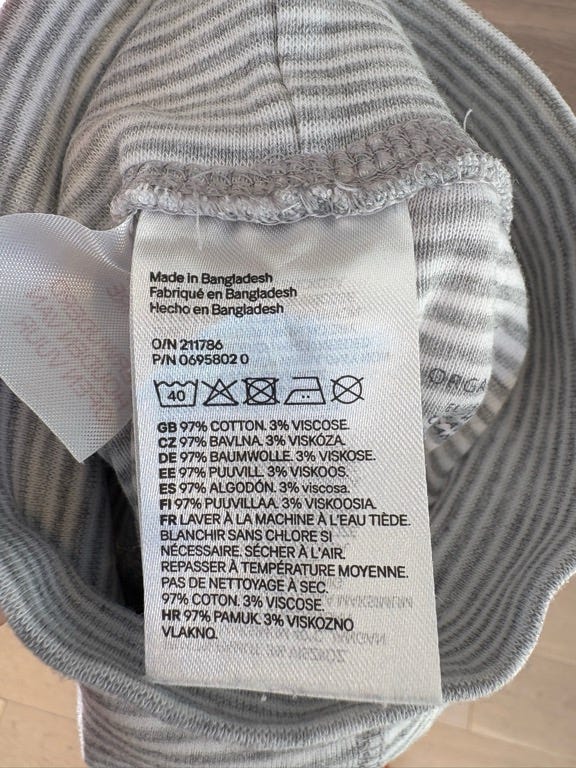 Made in Bangladesh
Fabriqué en Bangladesh
Hecho en Bangladesh
O/N 211786
P/N 0695802 0
40
GB 97% COTTON. 3% VISCOSE.
CZ 97% BAVLNA. 3% VISKÓZA.
DE 97% BAUMWOLLE. 3% VISKOSE.
EE 97% PUUVILL. 3% VISKOOS.
ES 97% ALGODÓN. 3% viscosa.
FI 97% PUUVILLAA. 3% VISKOOSIA.
FR LAVER À LA MACHINE À L'EAU TIÈDE.
BLANCHIR SANS CHLORE SI
NÉCESSAIRE. SÉCHER À L'AIR.
REPASSER À TEMPÉRATURE MOYENNE.
PAS DE NETTOYAGE À SEC.
97% COTON. 3% VISCOSE.
HR 97% PAMUK. 3% VISKOZNO
VLAKNO.
ORGA